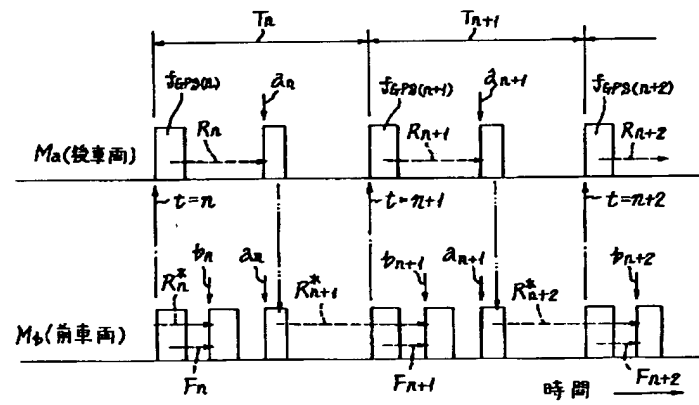 Tn Tn+1
fGPS(n) an fGPS(n+1) an+1 fGPS(n+2)
Ma(後車両) Rn Rn+1 Rn+2
t=n t=n+1 t=n+2
bn an bn+1 an+1 bn+2
R*n R*n+1 R*n+2
Mb(前車両)
Fn Fn+1 Fn+2
時間